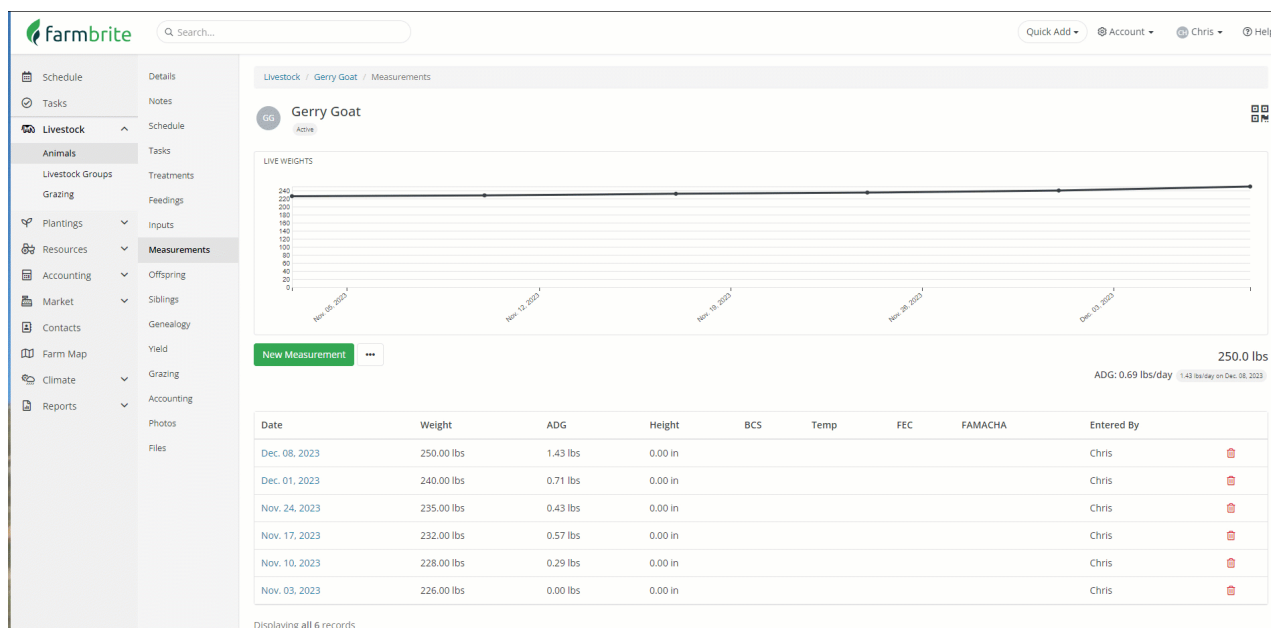 farmbrite
Search...
Quick Add
Account
CH Chris
Hel
Schedule
Tasks
Livestock
Animals
Livestock Groups
Grazing
Plantings
Resources
Accounting
Market
Contacts
Farm Map
Climate
Reports
Details
Notes
Schedule
Tasks
Treatments
Feedings
Inputs
Measurements
Offspring
Siblings
Genealogy
Yield
Grazing
Accounting
Photos
Files
Livestock / Gerry Goat / Measurements
GG Gerry Goat
Active
LIVE WEIGHTS
240
220
200
180
160
140
120
100
80
60
40
20
0
Nov. 05, 2023
Nov. 12, 2023
Nov. 19, 2023
Nov. 26, 2023
Dec. 03, 2023
New Measurement •••
250.0 lbs
ADG: 0.69 lbs/day 1.43 lbs/day on Dec. 08, 2023
Date Weight ADG Height BCS Temp FEC FAMACHA Entered By
Dec. 08, 2023 250.00 lbs 1.43 lbs 0.00 in Chris
Dec. 01, 2023 240.00 lbs 0.71 lbs 0.00 in Chris
Nov. 24, 2023 235.00 lbs 0.43 lbs 0.00 in Chris
Nov. 17, 2023 232.00 lbs 0.57 lbs 0.00 in Chris
Nov. 10, 2023 228.00 lbs 0.29 lbs 0.00 in Chris
Nov. 03, 2023 226.00 lbs 0.00 lbs 0.00 in Chris
Displaying all 6 records